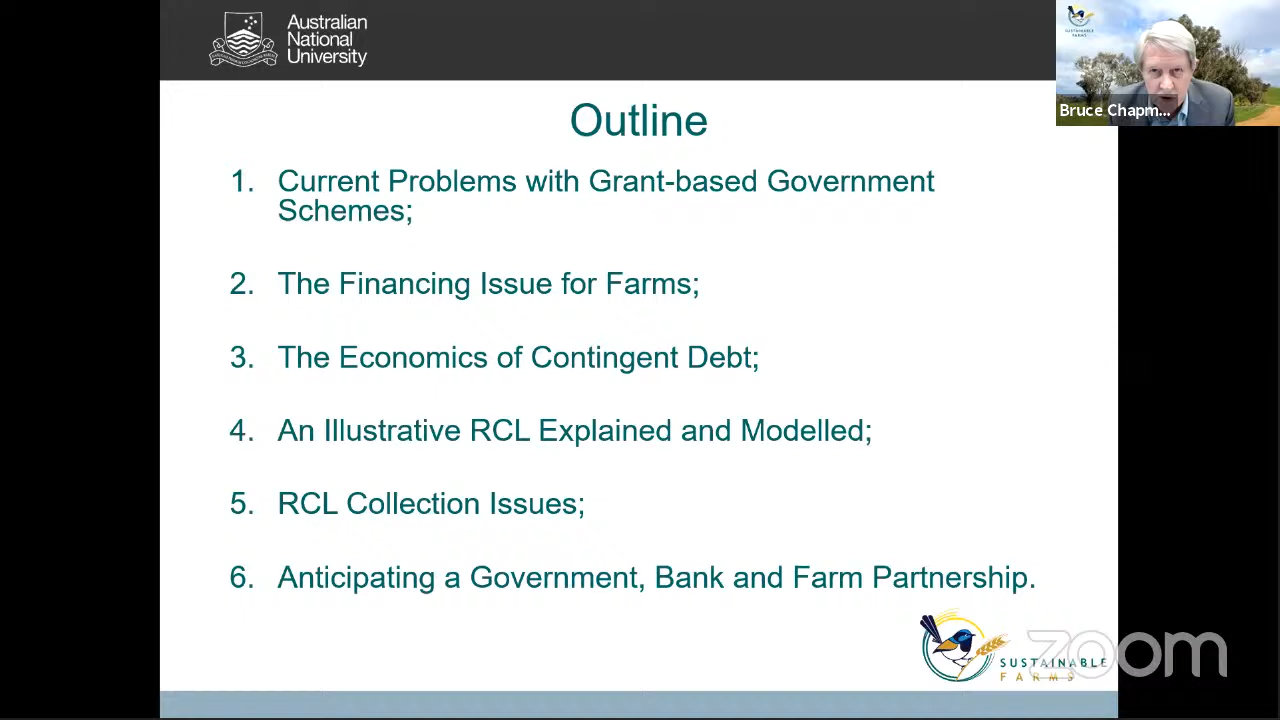 Australian
National
University
SUSTAINABLE
FARMS
Bruce Chapm...
Outline
1. Current Problems with Grant-based Government
Schemes;
2. The Financing Issue for Farms;
3. The Economics of Contingent Debt;
4. An Illustrative RCL Explained and Modelled;
5. RCL Collection Issues;
6. Anticipating a Government, Bank and Farm Partnership.
SUSTAINABLE
FARMS
zoom